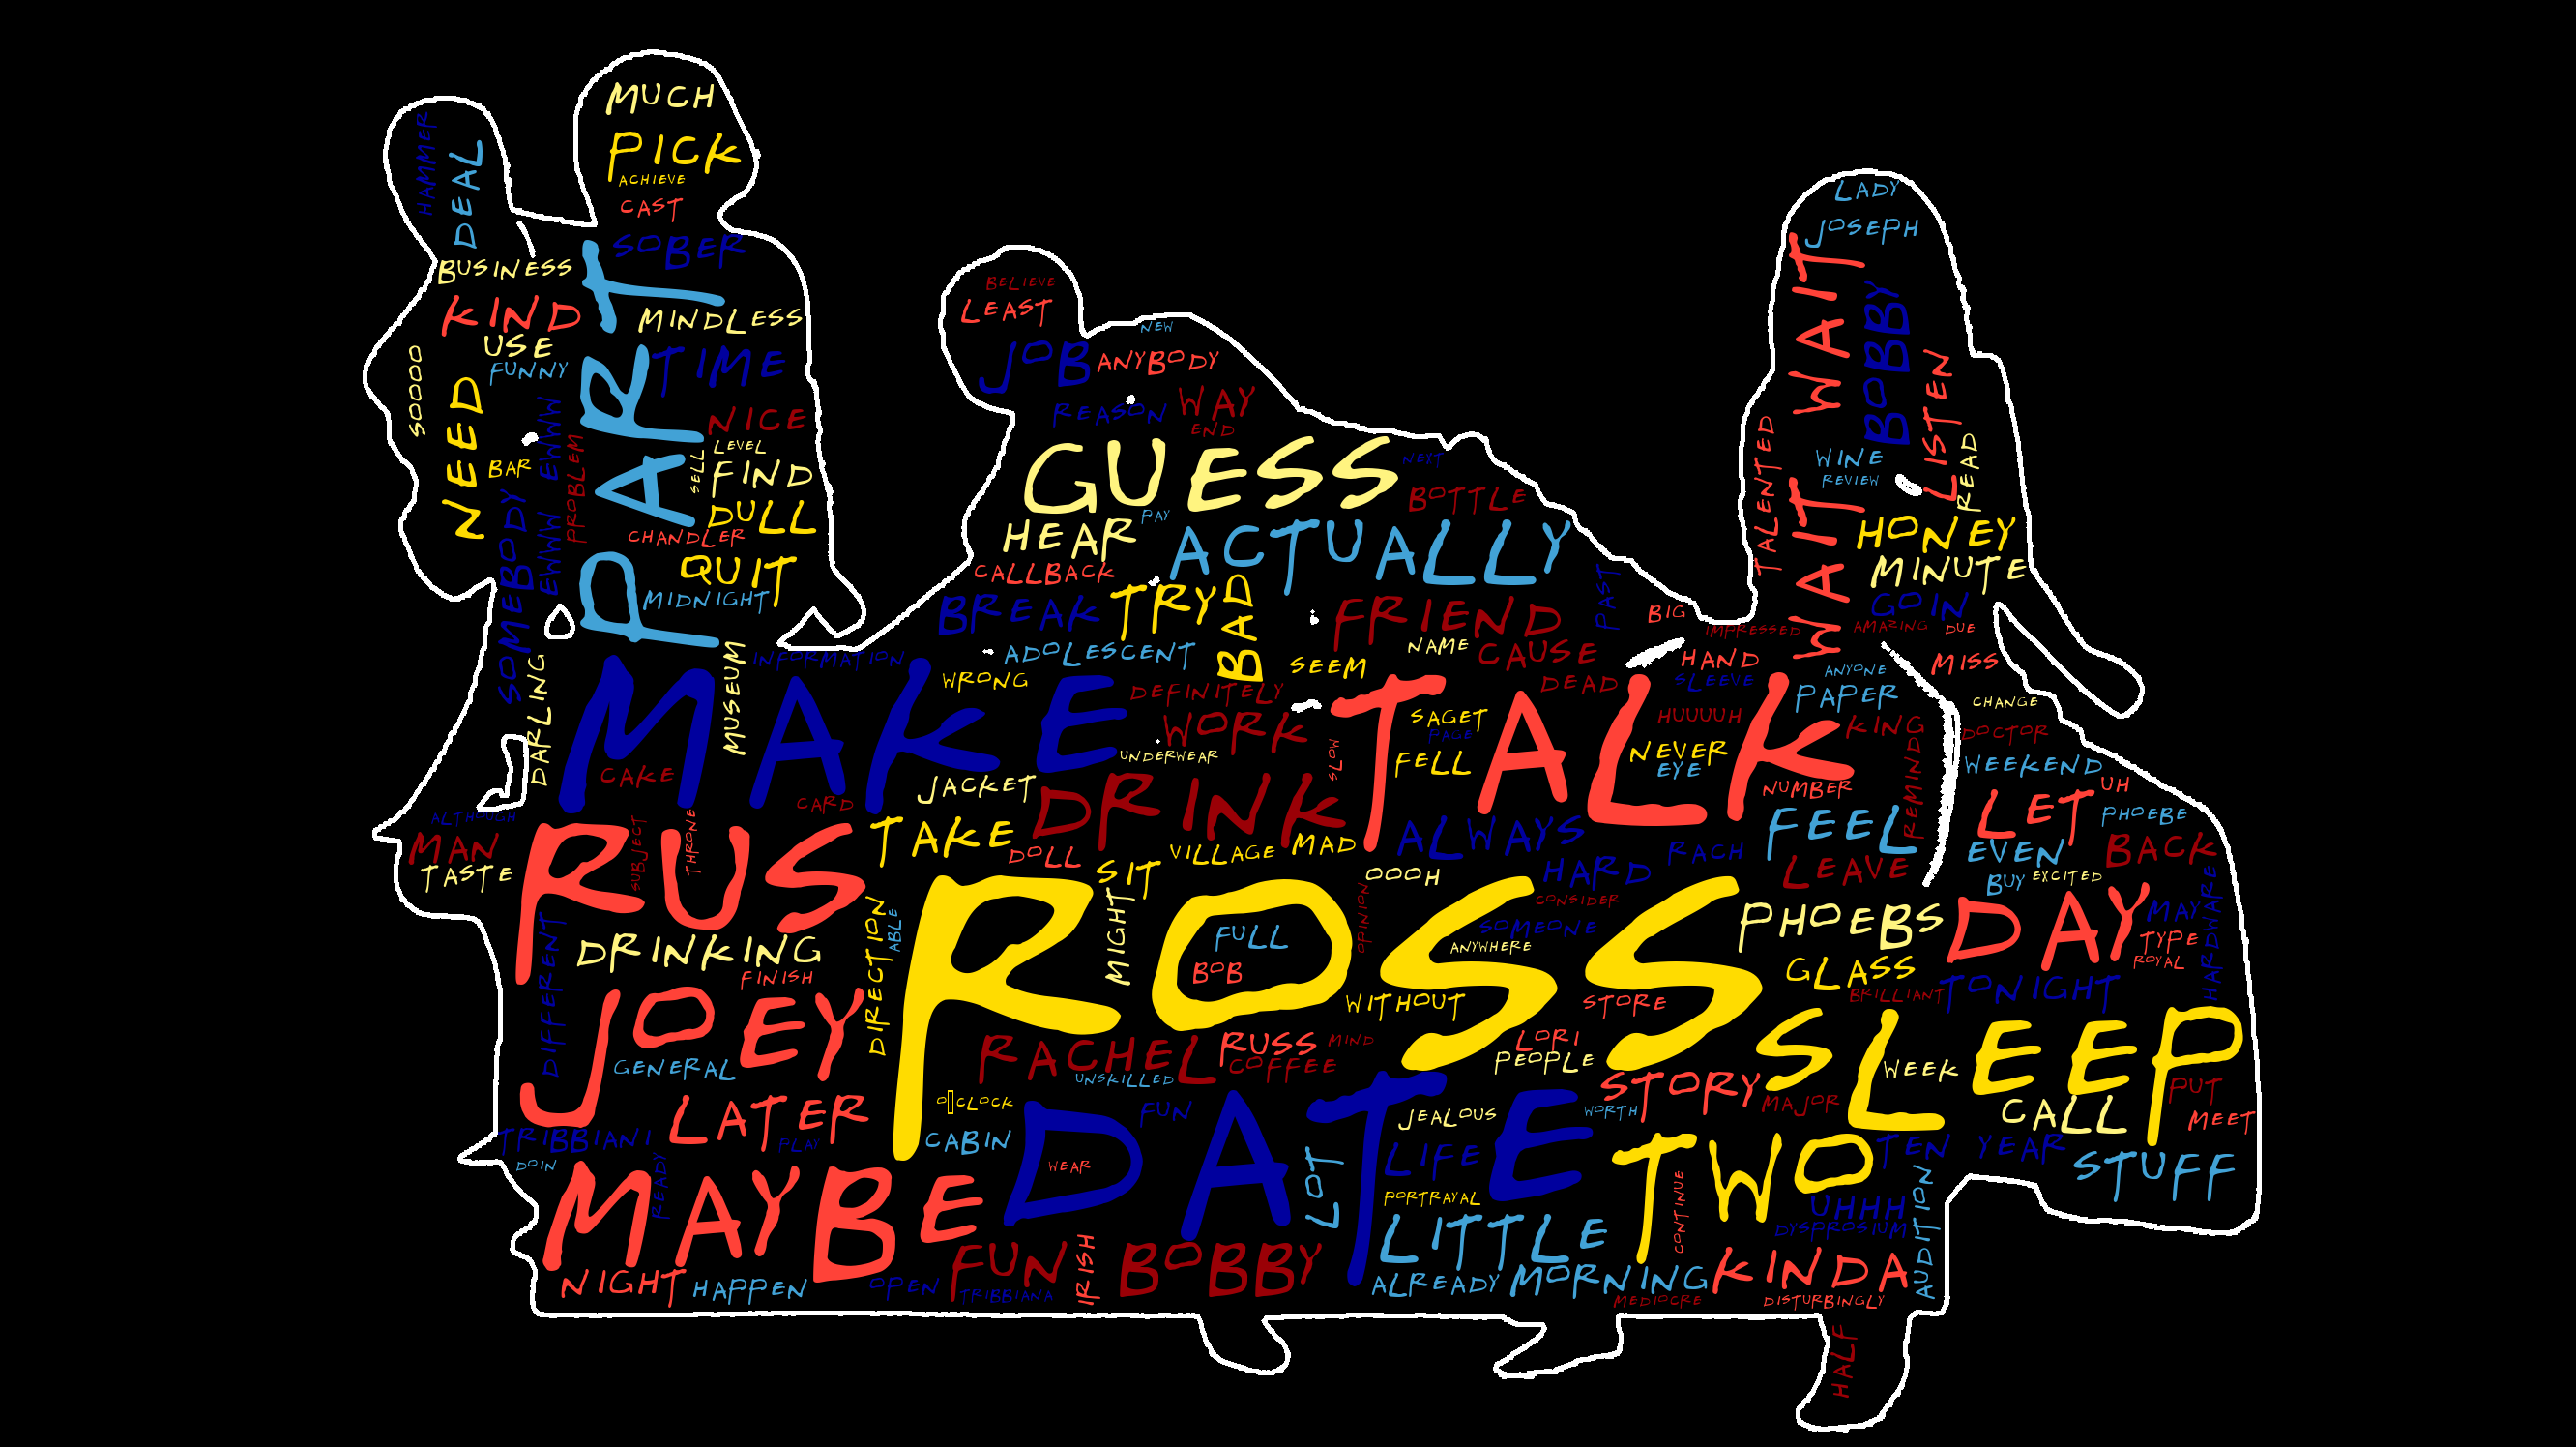 MUCH
PICK
ACHIEVE
CAST
SOBER
HAMMER
DEAL
BUSINESS
KIND
USE
FUNNY
SOOOO
NEED
BAR
EWWW
EWWW
PROBLEM
SOMEBODY
PART
MINDLESS
TIME
NICE
LEVEL
SELL
FIND
DULL
CHANDLER
QUIT
MIDNIGHT
BELIEVE
LEAST
NEW
JOB
ANYBODY
REASON
WAY
END
GUESS
NEXT
BOTTLE
HEAR
PAY
ACTUALLY
CALLBACK
BREAK
TRY
BAD
FRIEND
PAST
ADOLESCENT
SEEM
NAME
CAUSE
WRONG
DEFINITELY
DEAD
LADY
JOSEPH
WAIT WAIT
BOBBY
LISTEN
TALENTED
WINE
REVIEW
READ
HONEY
MINUTE
GOIN
BIG
IMPRESSED
AMAZING
DUE
HAND
SLEEVE
ANYONE
MISS
PAPER
CHANGE
KING
DOCTOR
REMIND
INFORMATION
DARLING
MUSEUM
MAKE
CAKE
CARD
WORK
UNDERWEAR
JACKET
SLOW
TALK
SAGET
PAGE
FELL
HUUUUH
NEVER
EYE
NUMBER
WEEKEND
UH
LET
PHOEBE
ALTHOUGH
MAN
TASTE
RUS
SUBJECT
THRONE
TAKE
DRINK
DOLL
VILLAGE
MAD
SIT
ALWAYS
OOOH
HARD
RACH
FEEL
LEAVE
EVEN
BACK
BUY
EXCITED
CONSIDER
DRINKING
FINISH
DIFFERENT
DIRECTION
ABLE
MIGHT
ROSS
FULL
BOB
OPINION
SOMEONE
ANYWHERE
WITHOUT
STORE
PHOEBS
GLASS
BRILLIANT
DAY
MAY
TYPE
ROYAL
HARDWARE
TONIGHT
JOEY
GENERAL
RACHEL
RUSS
MIND
COFFEE
UNSKILLED
LORI
PEOPLE
STORY
SLEEP
WEEK
PUT
CALL
MEET
MAJOR
WORTH
LATER
PLAY
TRIBBIANI
DOIN
READY
O▯CLOCK
CABIN
FUN
DATE
WEAR
JEALOUS
LIFE
LOT
PORTRAYAL
TWO
CONTINUE
TEN
YEAR
STUFF
UHHH
DYSPROSIUM
AUDITION
MAYBE
LITTLE
NIGHT
HAPPEN
OPEN
FUN
TRIBBIANA
IRISH
BOBBY
ALREADY
MORNING
KINDA
MEDIOCRE
DISTURBINGLY
HALF